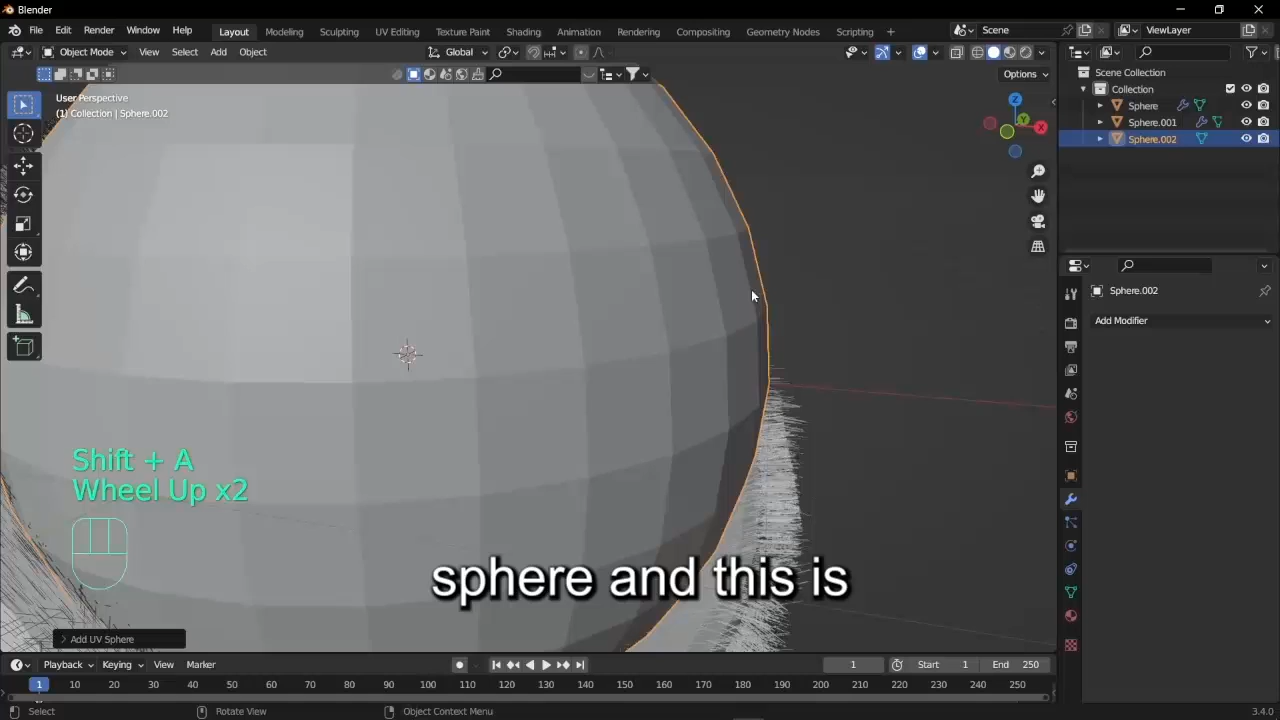 Blender
File Edit Render Window Help Layout Modeling Sculpting UV Editing Texture Paint Shading Animation Rendering Compositing Geometry Nodes Scripting + Scene ViewLayer
Object Mode View Select Add Object Global
Options
User Perspective
(1) Collection | Sphere.002
Scene Collection
Collection
Sphere
Sphere.001
Sphere.002
X
Y
Z
Sphere.002
Add Modifier
Shift + A
Wheel Up x2
sphere and this is
Add UV Sphere
Playback Keying View Marker 1 Start 1 End 250
1 10 20 30 40 50 60 70 80 90 100 110 120 130 140 150 160 170 180 190 200 210 220 230 240 250
Select Rotate View Object Context Menu 3.4.0